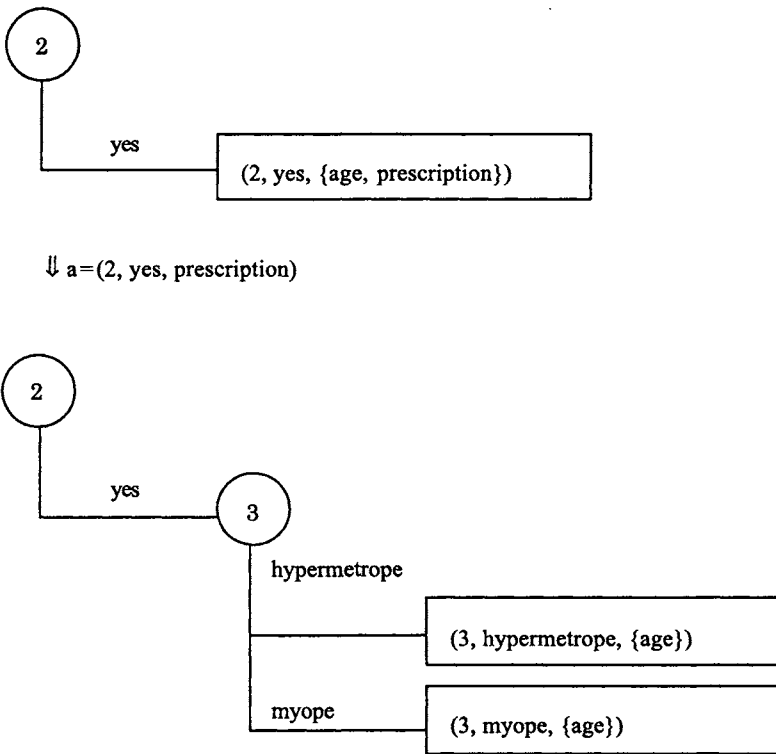 2
yes
(2, yes, {age, prescription})
⇓ a=(2, yes, prescription)
2
yes
3
hypermetrope
(3, hypermetrope, {age})
myope
(3, myope, {age})